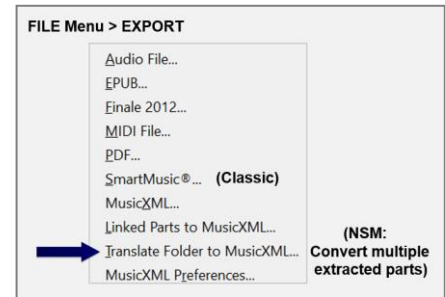 FILE Menu > EXPORT
Audio File...
EPUB...
Finale 2012...
MIDI File...
PDF...
SmartMusic®... (Classic)
MusicXML...
Linked Parts to MusicXML...
Translate Folder to MusicXML...
MusicXML Preferences...
(NSM:
Convert multiple
extracted parts)